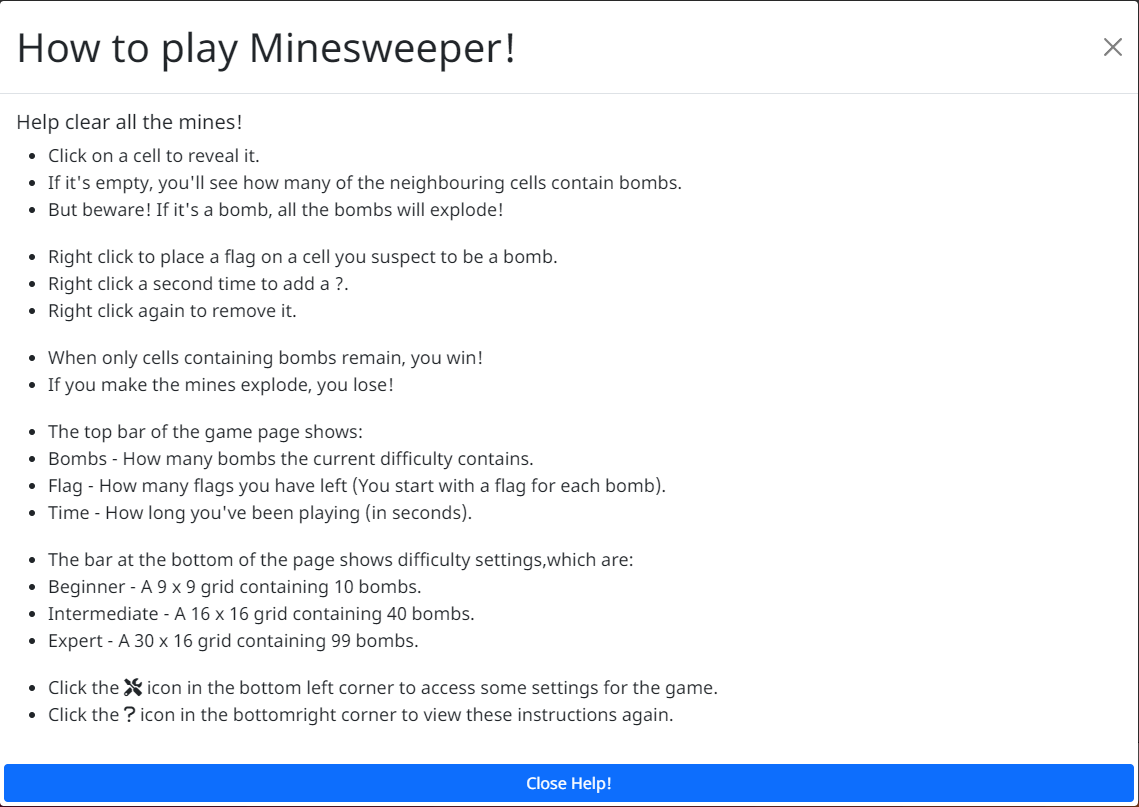 How to play Minesweeper!
Help clear all the mines!
Click on a cell to reveal it.
If it's empty, you'll see how many of the neighbouring cells contain bombs.
But beware! If it's a bomb, all the bombs will explode!
Right click to place a flag on a cell you suspect to be a bomb.
Right click a second time to add a ?.
Right click again to remove it.
When only cells containing bombs remain, you win!
If you make the mines explode, you lose!
The top bar of the game page shows:
Bombs - How many bombs the current difficulty contains.
Flag - How many flags you have left (You start with a flag for each bomb).
Time - How long you've been playing (in seconds).
The bar at the bottom of the page shows difficulty settings,which are:
Beginner - A 9 x 9 grid containing 10 bombs.
Intermediate - A 16 x 16 grid containing 40 bombs.
Expert - A 30 x 16 grid containing 99 bombs.
Click the icon in the bottom left corner to access some settings for the game.
Click the ? icon in the bottomright corner to view these instructions again.
Close Help!